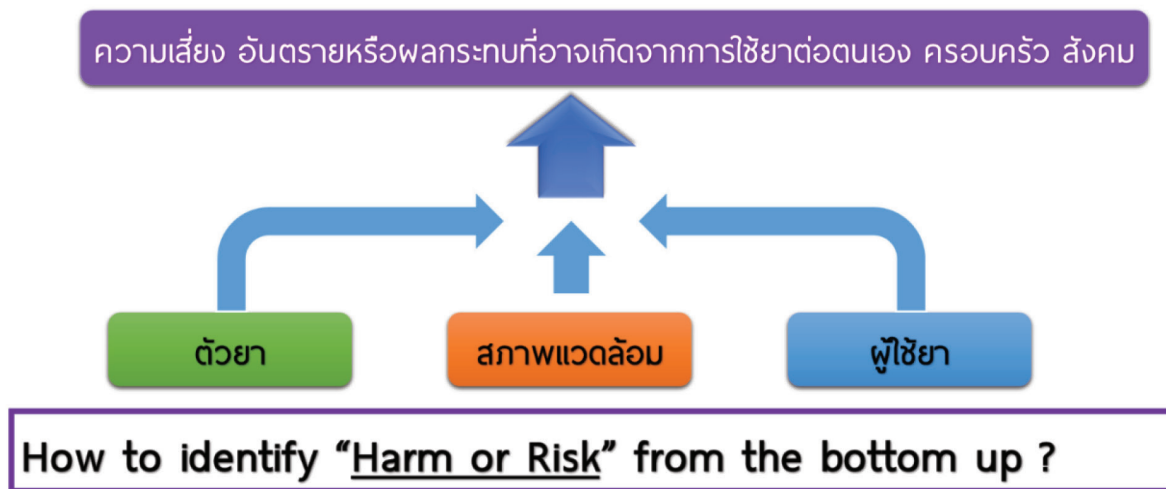 ความเสี่ยง อันตรายหรือผลกระทบที่อาจเกิดจากการใช้ยาต่อตนเอง ครอบครัว สังคม
ตัวยา
สภาพแวดล้อม
ผู้ใช้ยา
How to identify “Harm or Risk” from the bottom up ?